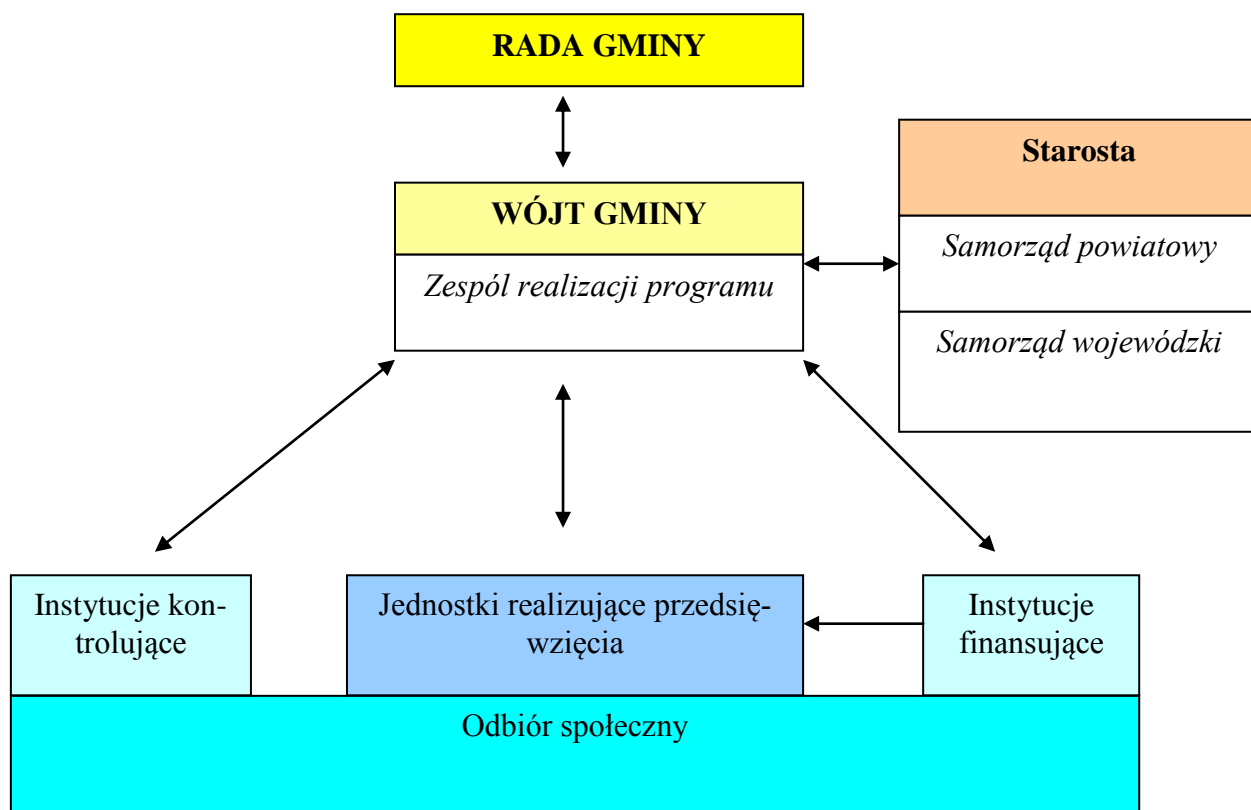 RADA GMINY
Starosta
WÓJT GMINY
Samorząd powiatowy
Zespól realizacji programu
Samorząd wojewódzki
Instytucje kon-
trolujące
Jednostki realizujące przedsię-
wzięcia
Instytucje
finansujące
Odbiór społeczny